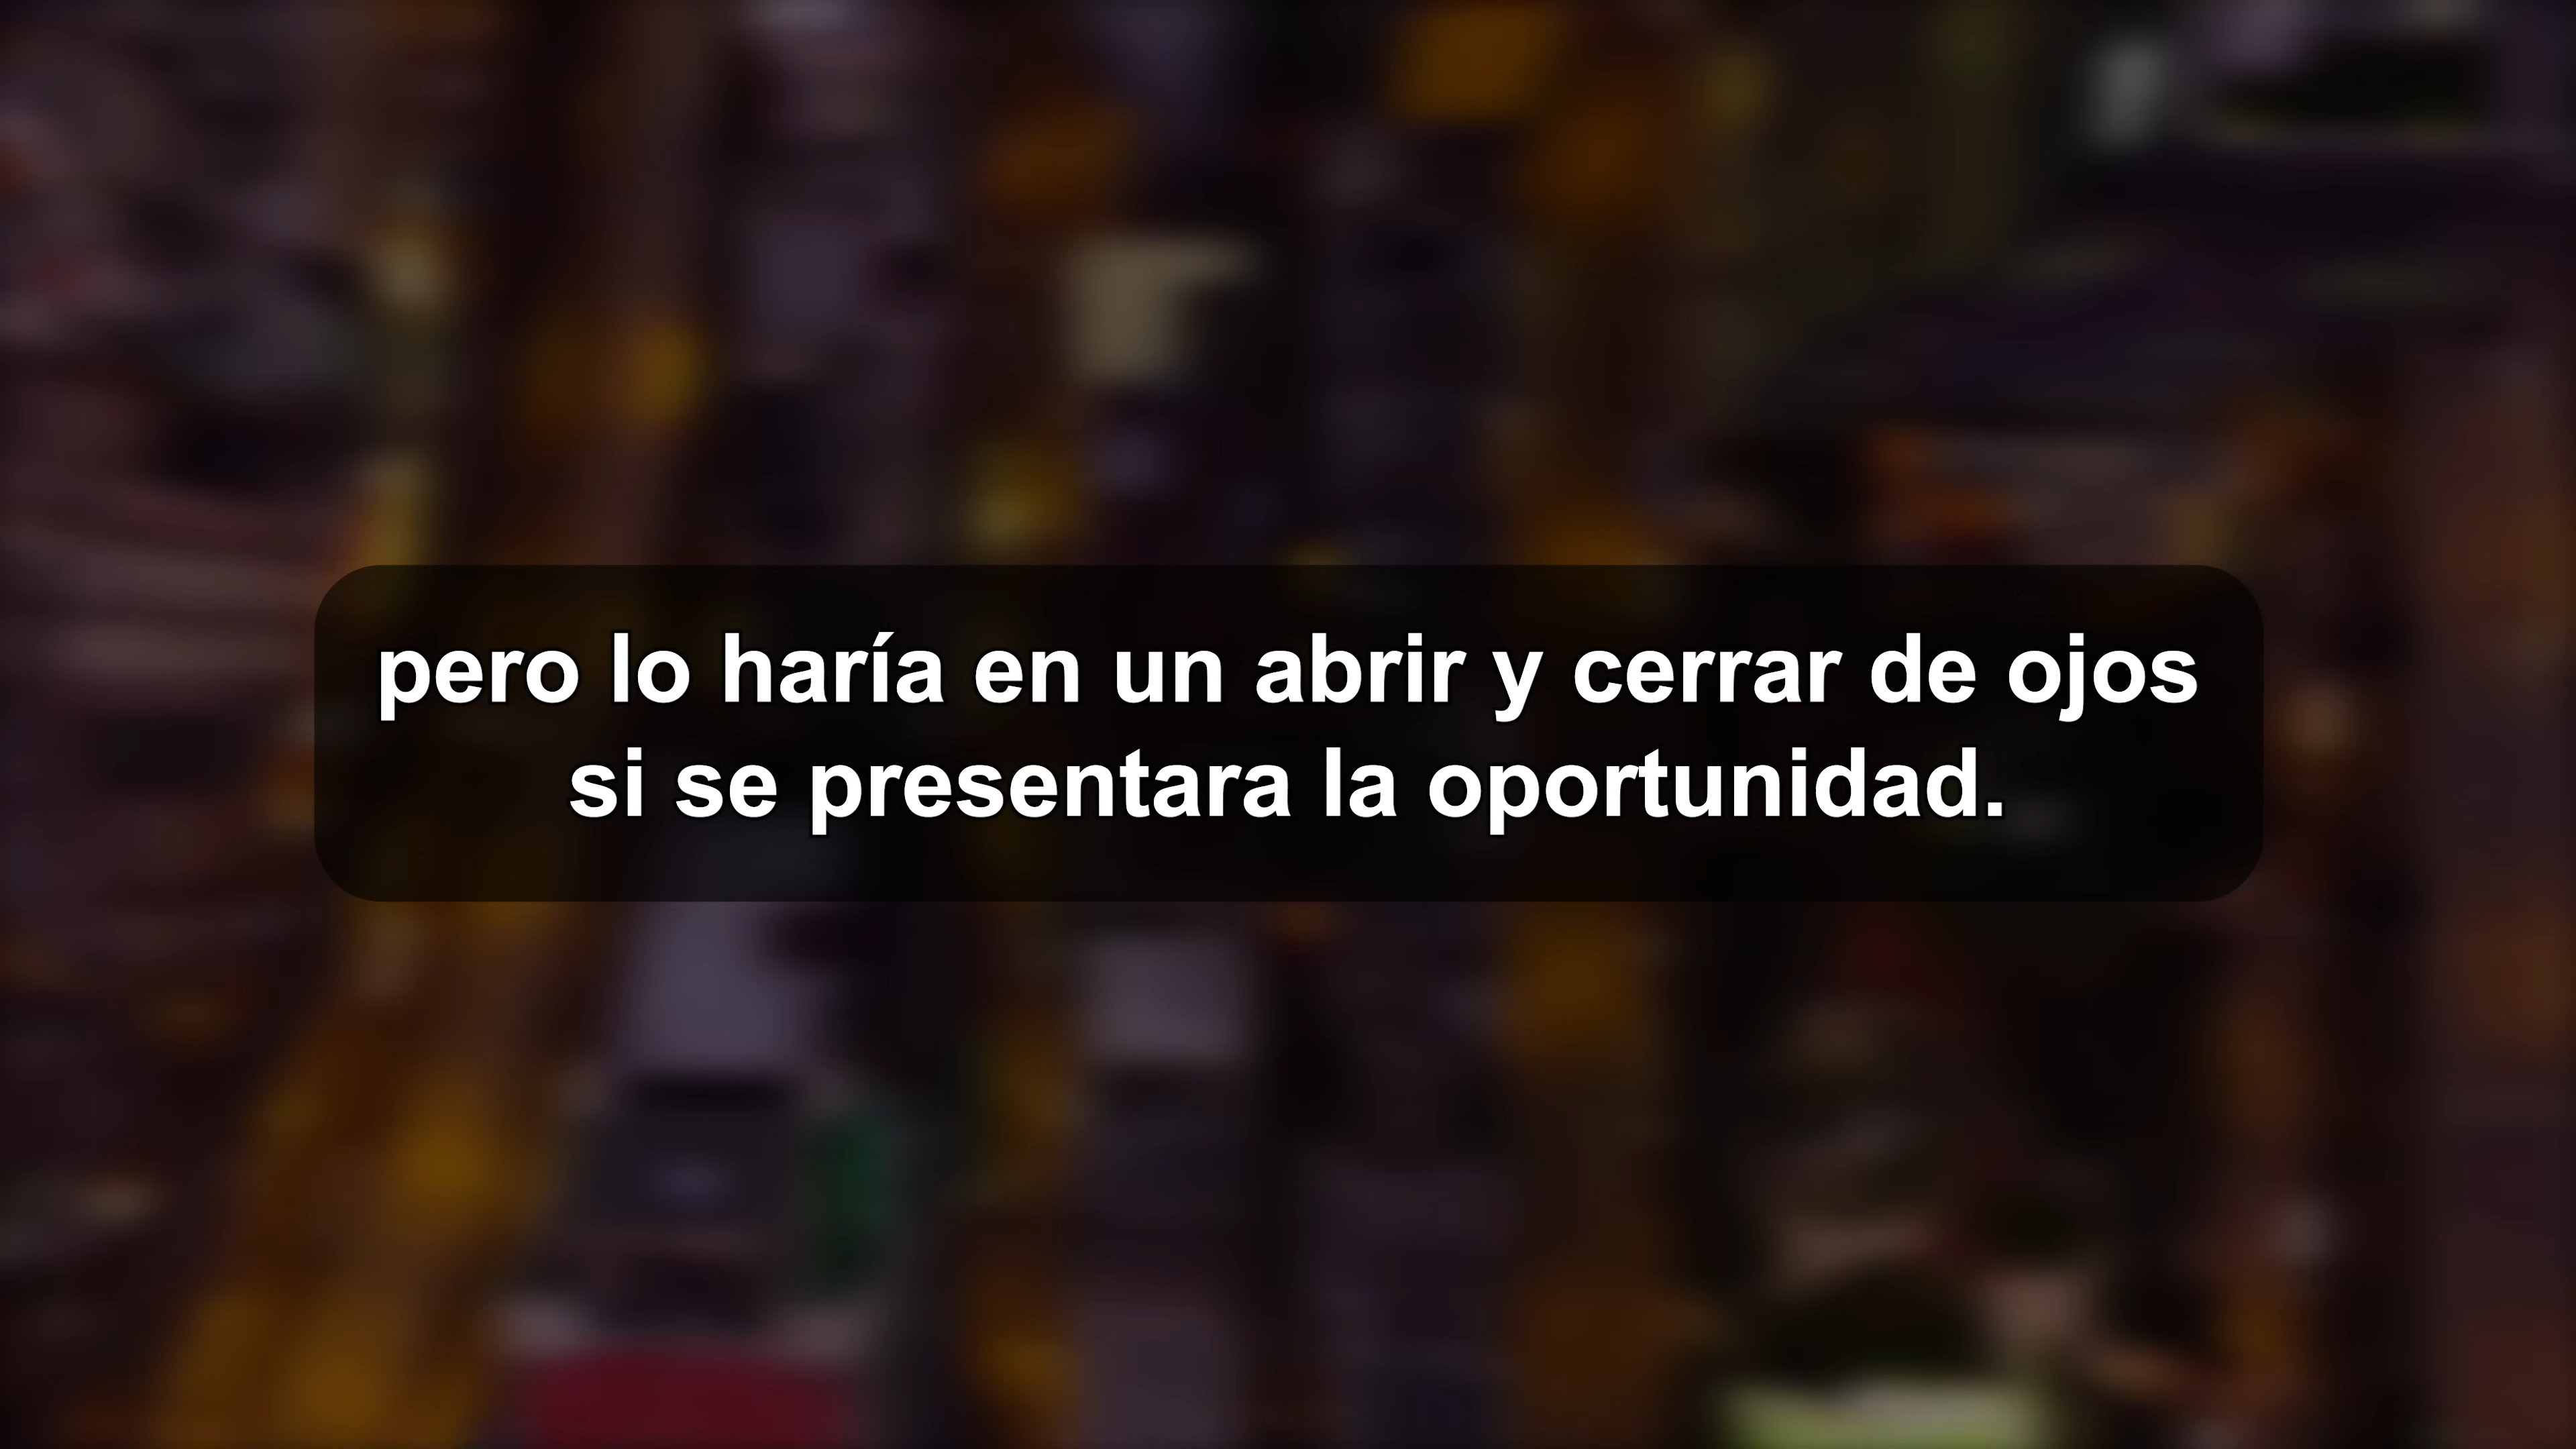 pero lo haría en un abrir y cerrar de ojos
si se presentara la oportunidad.